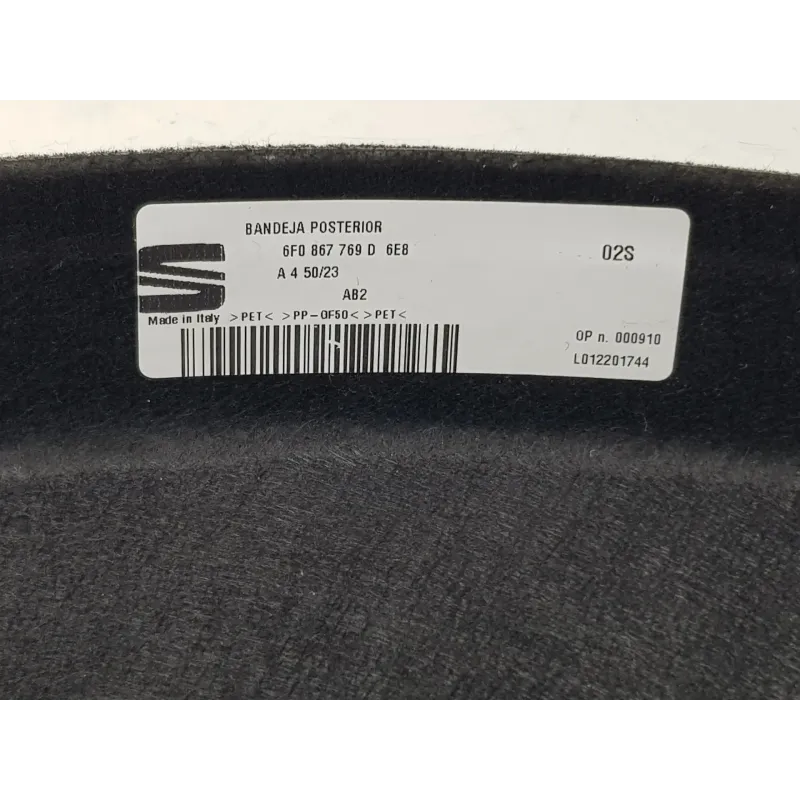 BANDEJA POSTERIOR
6F0 867 769 D 6E8
02S
A 4 50/23
AB2
Made in Italy >PET< >PP-GF50< >PET<
OP n. 000910
L012201744